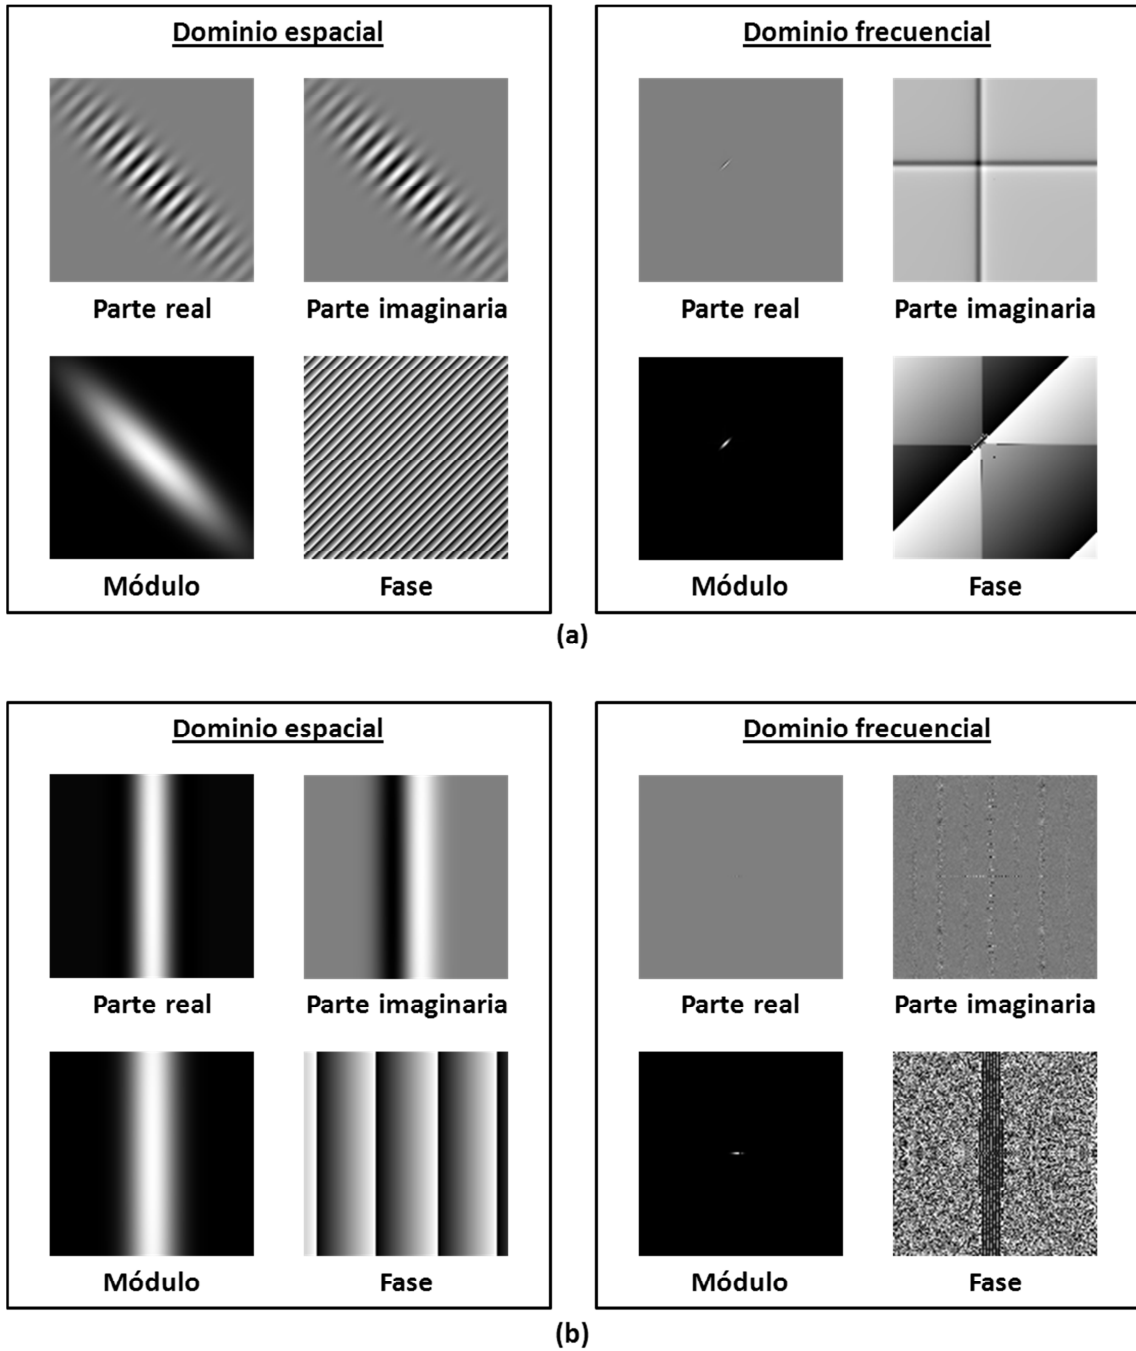 Dominio espacial
Dominio frecuencial
Parte real
Parte imaginaria
Parte real
Parte imaginaria
Módulo
Fase
Módulo
Fase
(a)
Dominio espacial
Dominio frecuencial
Parte real
Parte imaginaria
Parte real
Parte imaginaria
Módulo
Fase
Módulo
Fase
(b)